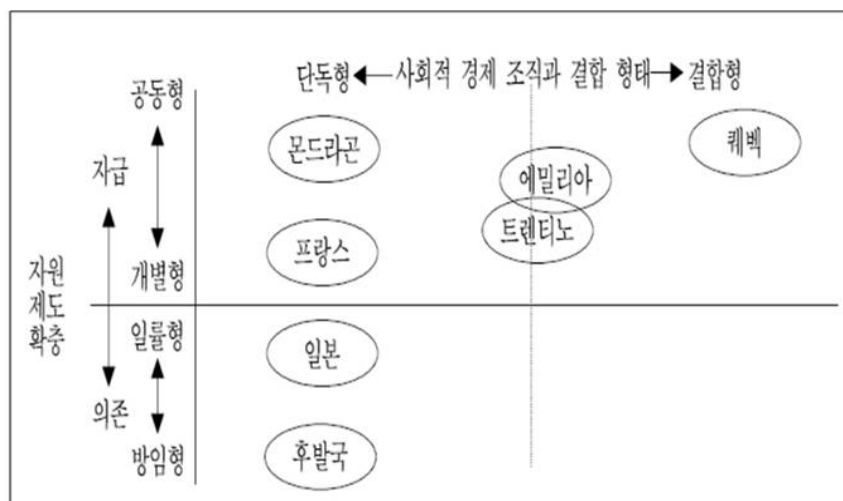 단독형 사회적 경제 조직과 결합 형태 결합형
공동형
몬드라곤
퀘벡
자급
에밀리아
트렌티노
프랑스
개별형
자원
제도
확충
일률형
일본
의존
방임형
후발국